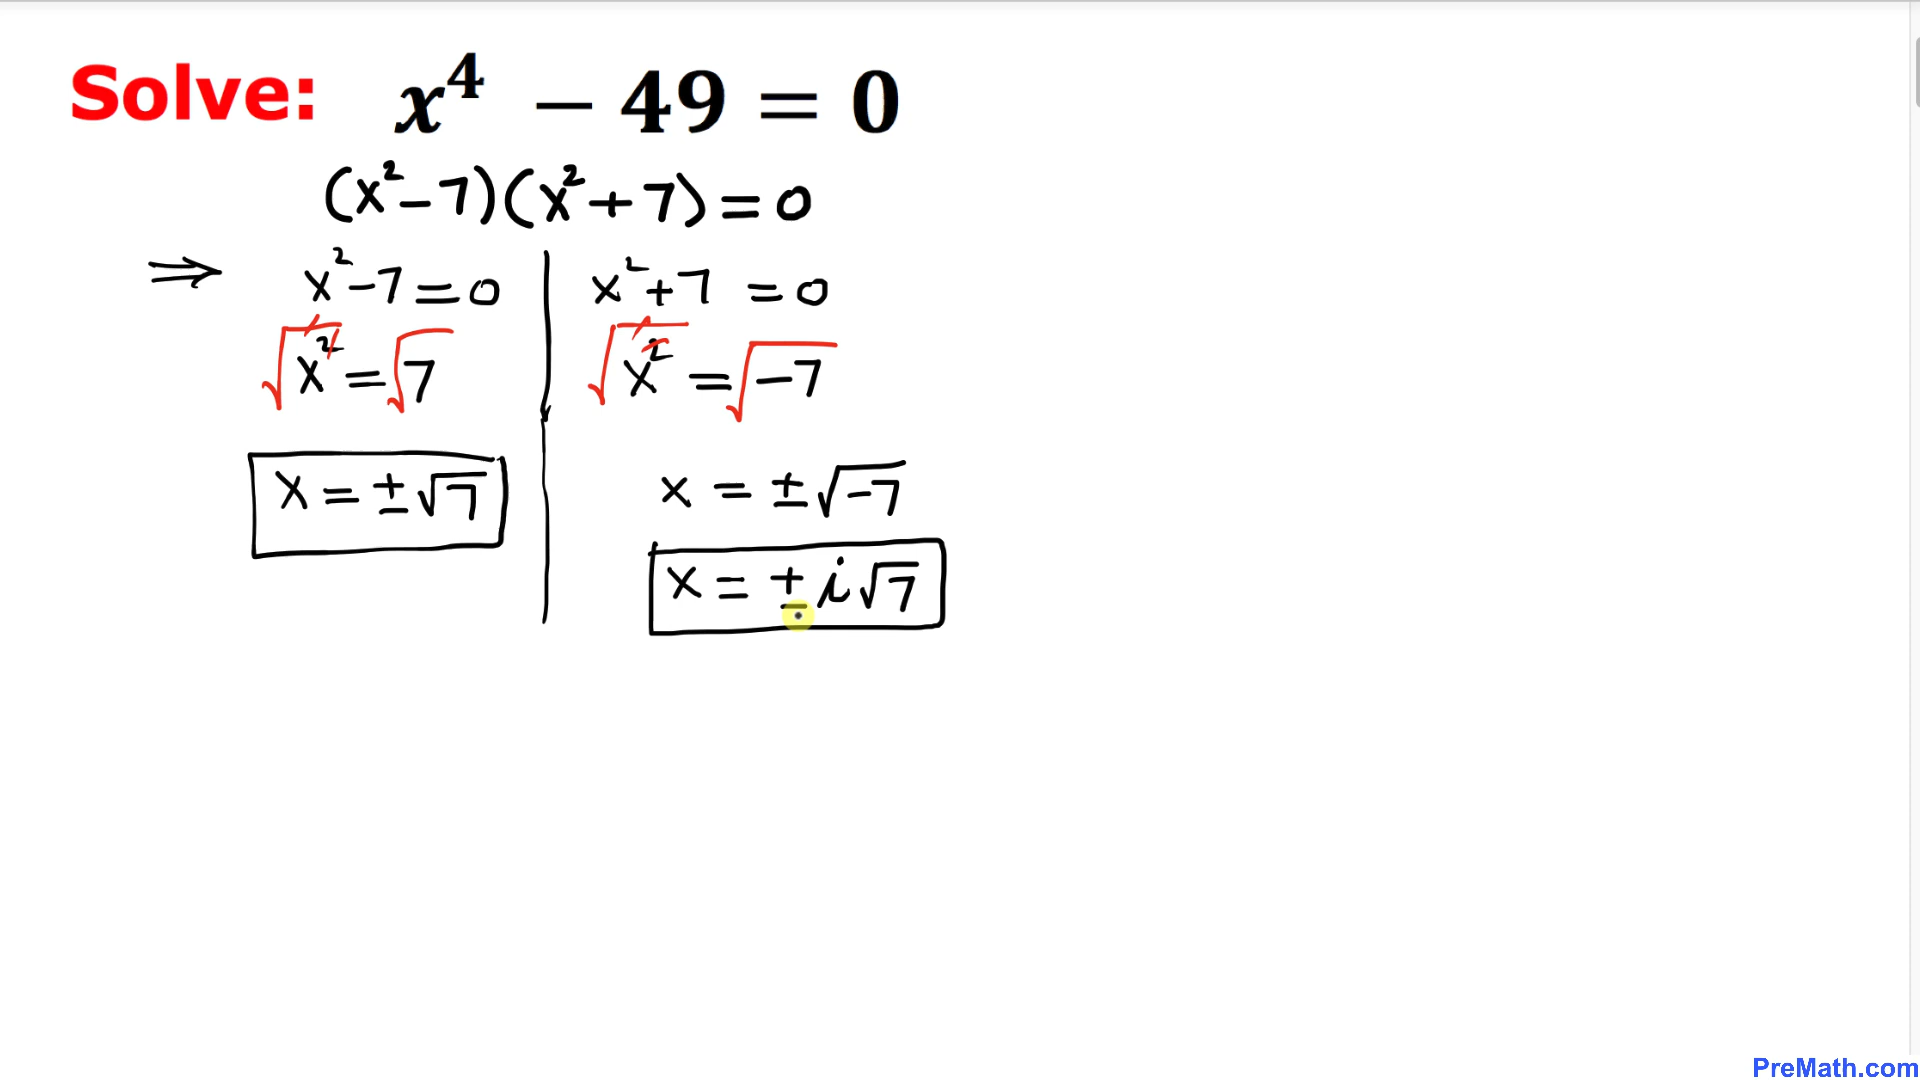 Solve: x⁴ − 49 = 0
(x²−7)(x²+7)=0
⇒ x²−7=0 | x²+7=0
√x²=√7 | √x²=√−7
x=±√7 | x=±√−7
x=±i√7
PreMath.com